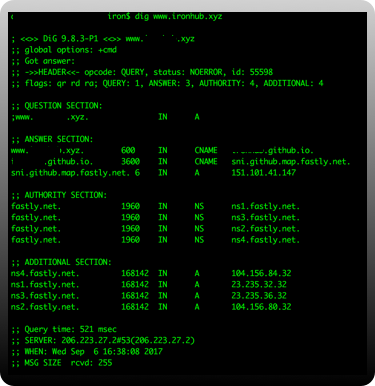 iron$ dig www.ironhub.xyz
; <<>> DiG 9.8.3-P1 <<>> www. .xyz
;; global options: +cmd
;; Got answer:
;; ->>HEADER<<- opcode: QUERY, status: NOERROR, id: 55598
;; flags: qr rd ra; QUERY: 1, ANSWER: 3, AUTHORITY: 4, ADDITIONAL: 4
;; QUESTION SECTION:
;www. .xyz. IN A
;; ANSWER SECTION:
www. .xyz. 600 IN CNAME .github.io.
.github.io. 3600 IN CNAME sni.github.map.fastly.net.
sni.github.map.fastly.net. 6 IN A 151.101.41.147
;; AUTHORITY SECTION:
fastly.net. 1960 IN NS ns1.fastly.net.
fastly.net. 1960 IN NS ns3.fastly.net.
fastly.net. 1960 IN NS ns2.fastly.net.
fastly.net. 1960 IN NS ns4.fastly.net.
;; ADDITIONAL SECTION:
ns4.fastly.net. 168142 IN A 104.156.84.32
ns1.fastly.net. 168142 IN A 23.235.32.32
ns3.fastly.net. 168142 IN A 23.235.36.32
ns2.fastly.net. 168142 IN A 104.156.80.32
;; Query time: 521 msec
;; SERVER: 206.223.27.2#53(206.223.27.2)
;; WHEN: Wed Sep 6 16:38:08 2017
;; MSG SIZE rcvd: 255